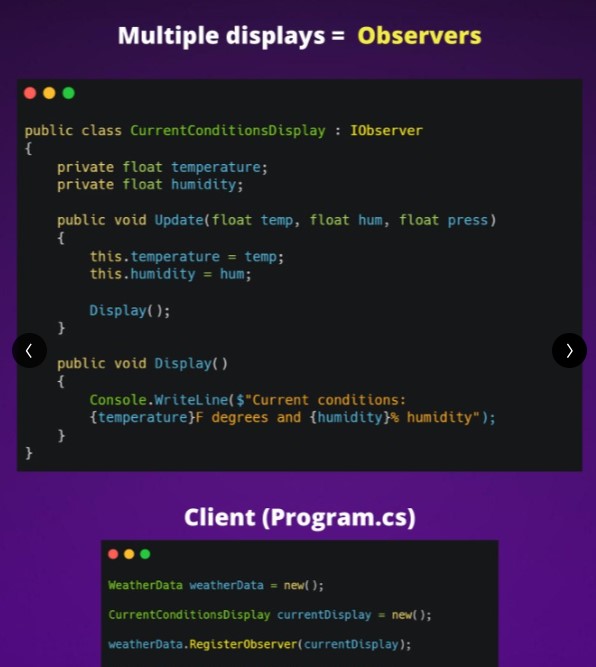 Multiple displays = Observers
public class CurrentConditionsDisplay : IObserver
{
    private float temperature;
    private float humidity;

    public void Update(float temp, float hum, float press)
    {
        this.temperature = temp;
        this.humidity = hum;

        Display();
    }

    public void Display()
    {
        Console.WriteLine($"Current conditions:
        {temperature}F degrees and {humidity}% humidity");
    }
}
Client (Program.cs)
WeatherData weatherData = new();
CurrentConditionsDisplay currentDisplay = new();
weatherData.RegisterObserver(currentDisplay);